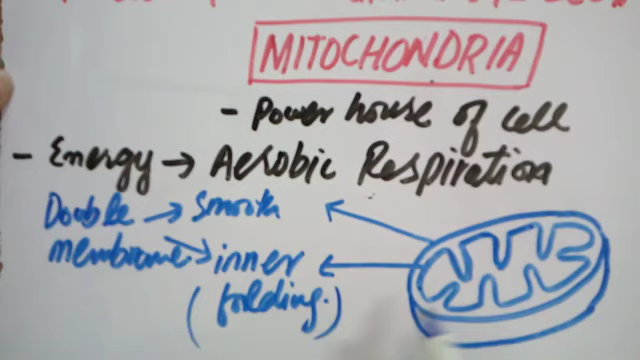 MITOCHONDRIA
- Power house of cell
- Energy → Aerobic Respiration
Double → Smooth
membrane → inner
(folding.)